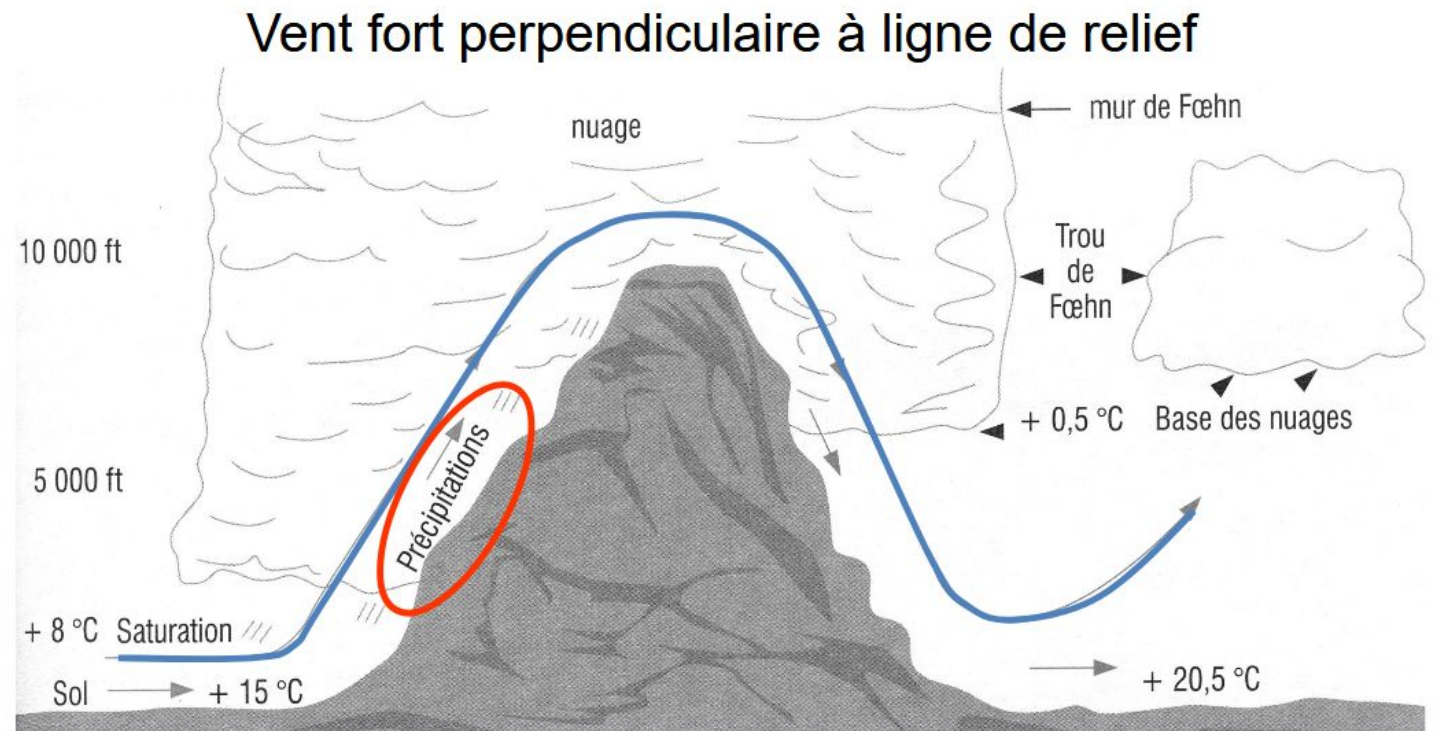 Vent fort perpendiculaire à ligne de relief
mur de Fœhn
nuage
10 000 ft
Trou
de
Fœhn
+ 0,5 °C
Base des nuages
5 000 ft
Précipitations
+ 8 °C Saturation
Sol
+ 15 °C
+ 20,5 °C